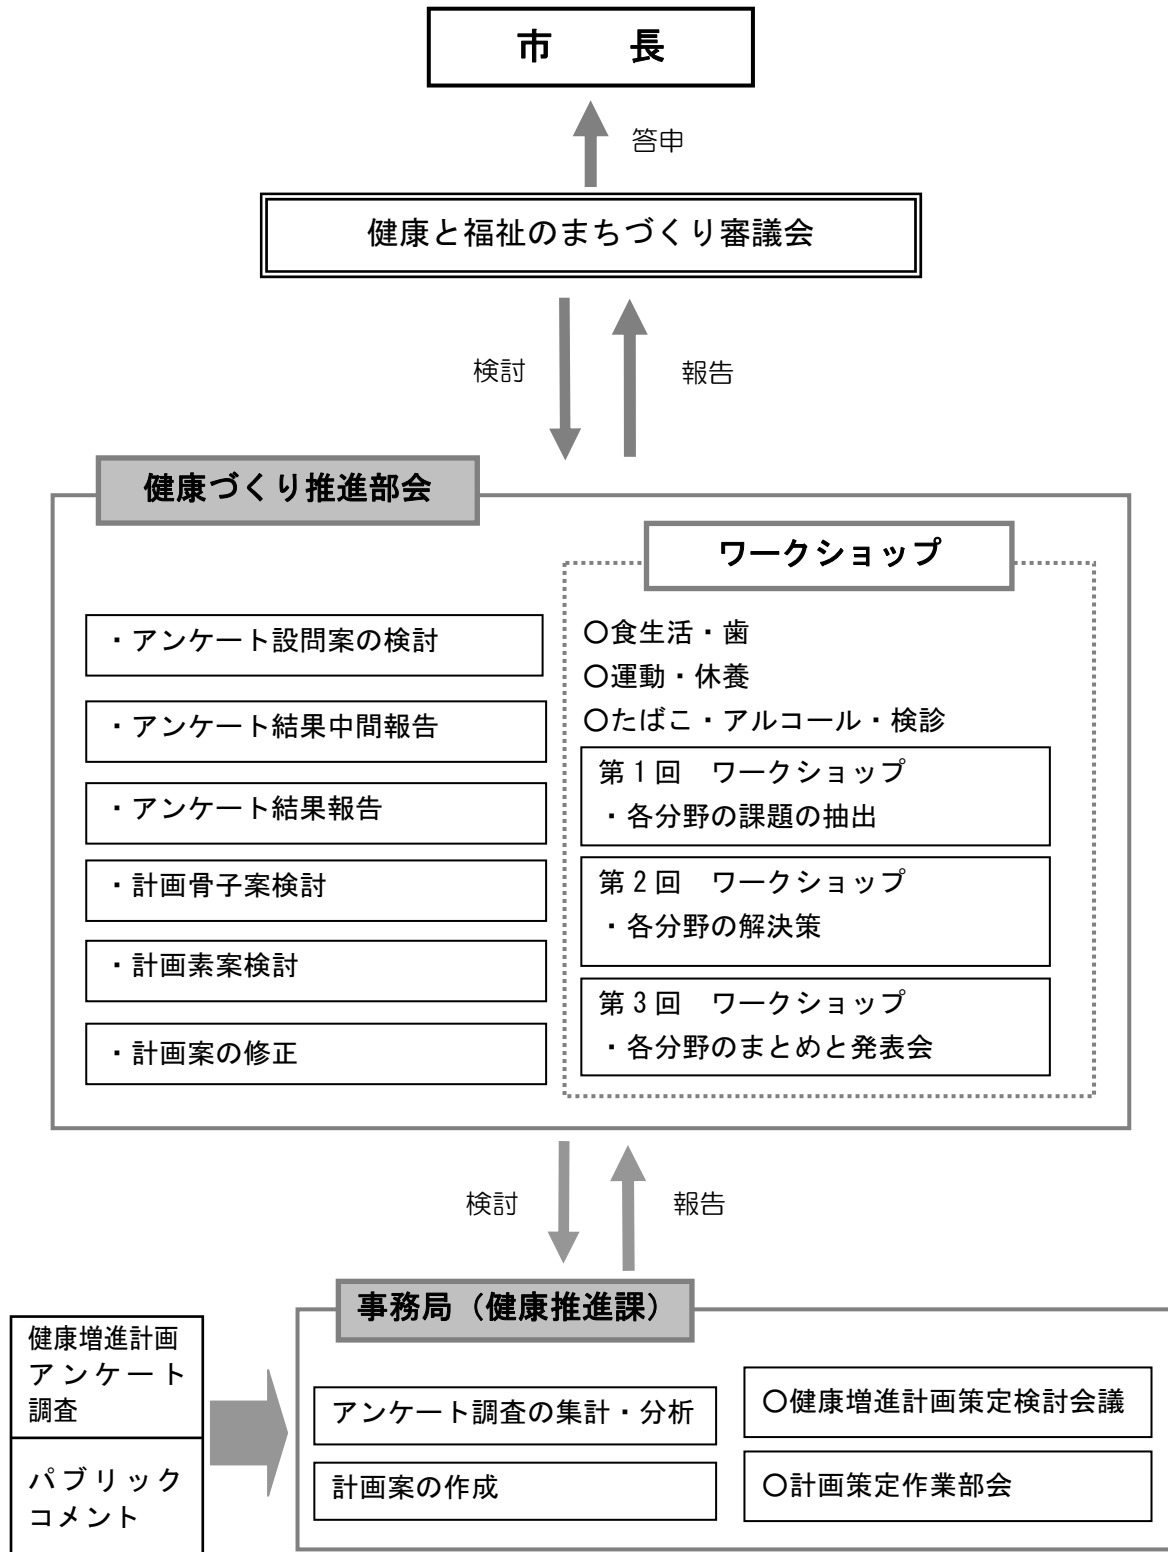 市　　長
答申
健康と福祉のまちづくり審議会
検討
報告
健康づくり推進部会
・アンケート設問案の検討
・アンケート結果中間報告
・アンケート結果報告
・計画骨子案検討
・計画素案検討
・計画案の修正
ワークショップ
○食生活・歯
○運動・休養
○たばこ・アルコール・検診
第１回　ワークショップ
・各分野の課題の抽出
第２回　ワークショップ
・各分野の解決策
第３回　ワークショップ
・各分野のまとめと発表会
検討
報告
健康増進計画
アンケート
調査
パブリック
コメント
事務局（健康推進課）
アンケート調査の集計・分析
計画案の作成
○健康増進計画策定検討会議
○計画策定作業部会